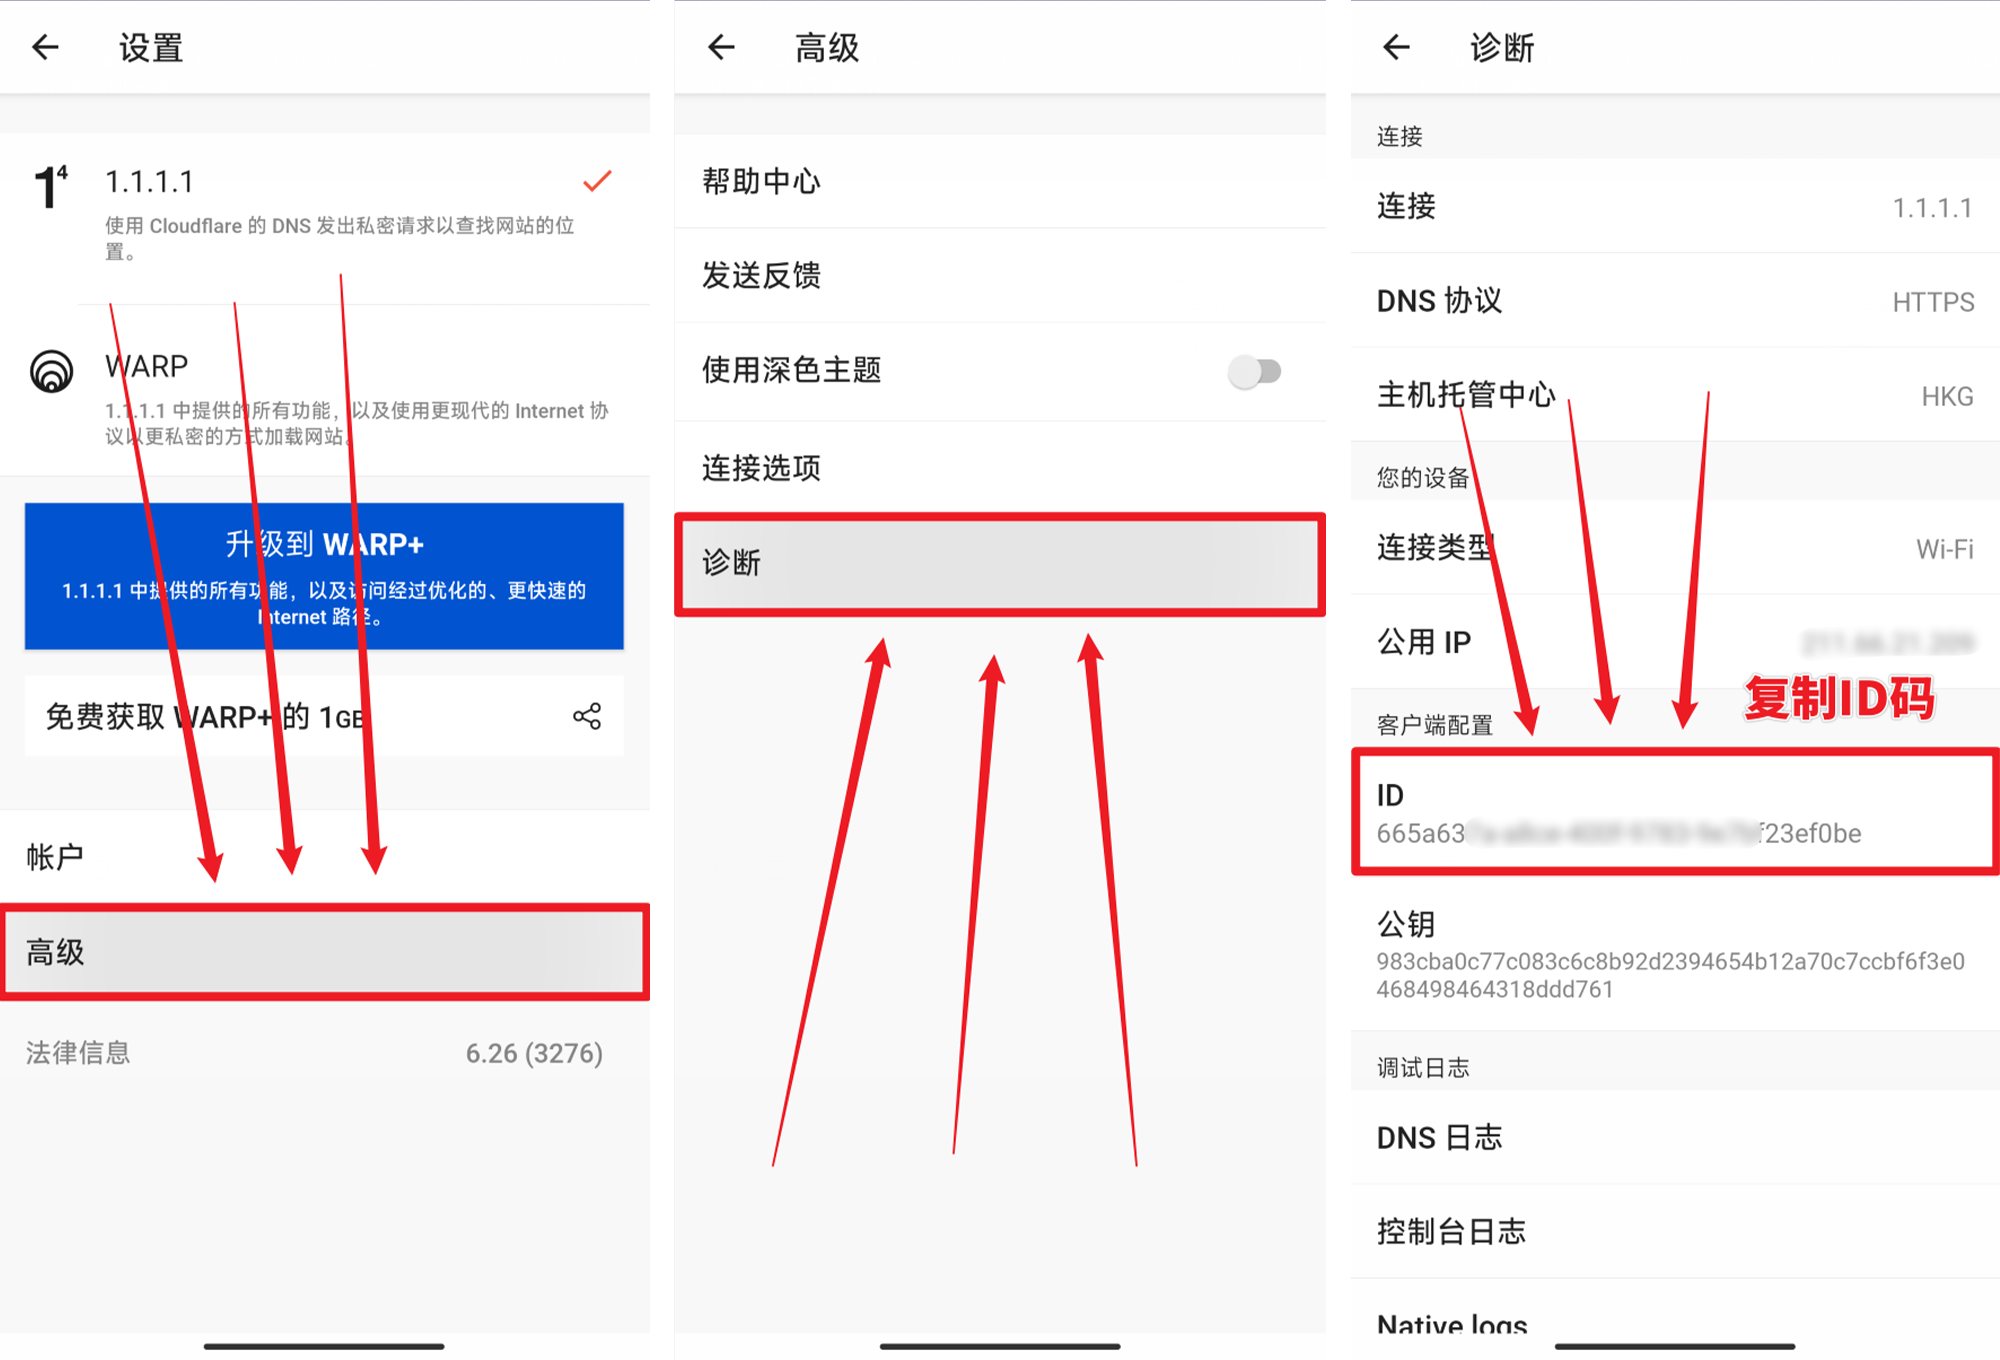 设置
1.1.1.1
使用 Cloudflare 的 DNS 发出私密请求以查找网站的位
置。
WARP
1.1.1.1 中提供的所有功能，以及使用更现代的 Internet 协
议以更私密的方式加载网站。
升级到 WARP+
1.1.1.1 中提供的所有功能，以及访问经过优化的、更快速的
Internet 路径。
免费获取 WARP+ 的 1GB
帐户
高级
法律信息 6.26 (3276)
高级
帮助中心
发送反馈
使用深色主题
连接选项
诊断
诊断
连接
连接 1.1.1.1
DNS 协议 HTTPS
主机托管中心 HKG
您的设备
连接类型 Wi-Fi
公用 IP
复制ID码
客户端配置
ID
665a63 f23ef0be
公钥
983cba0c77c083c6c8b92d2394654b12a70c7ccbf6f3e0
468498464318ddd761
调试日志
DNS 日志
控制台日志
Native logs